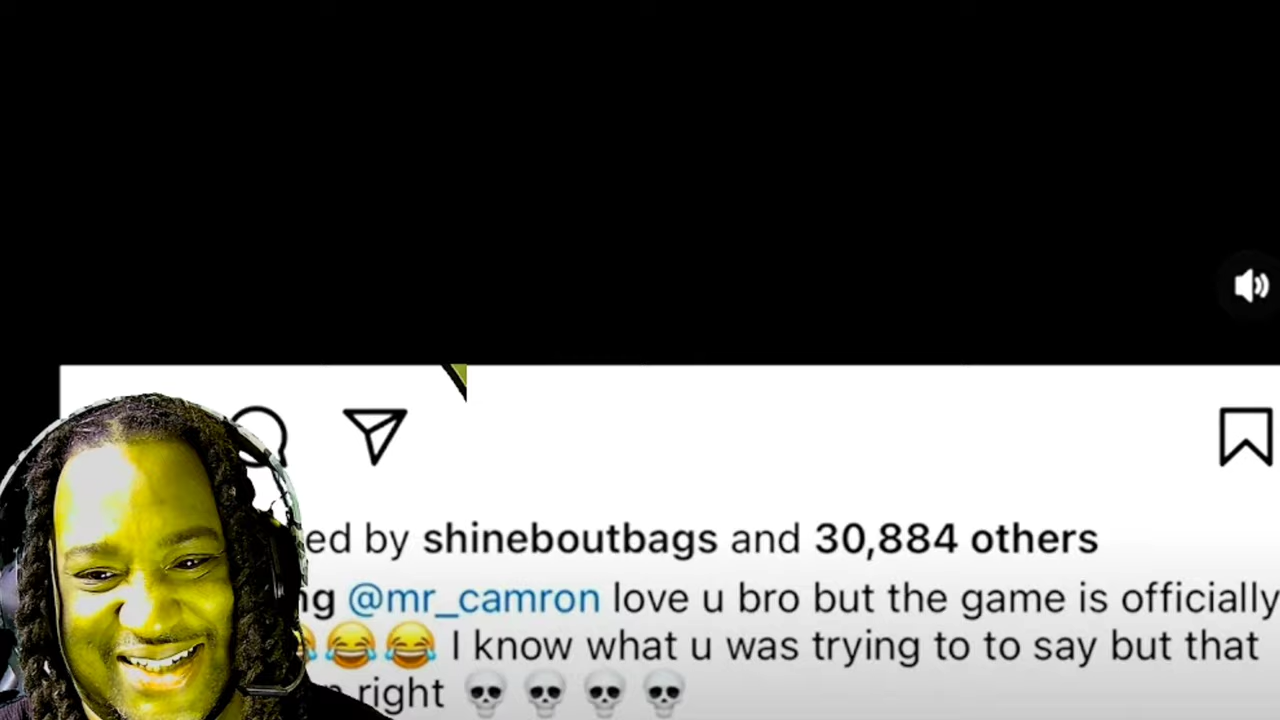 ed by shineboutbags and 30,884 others
ng @mr_camron love u bro but the game is officially
😂😂😂 I know what u was trying to to say but that
right 💀💀💀💀